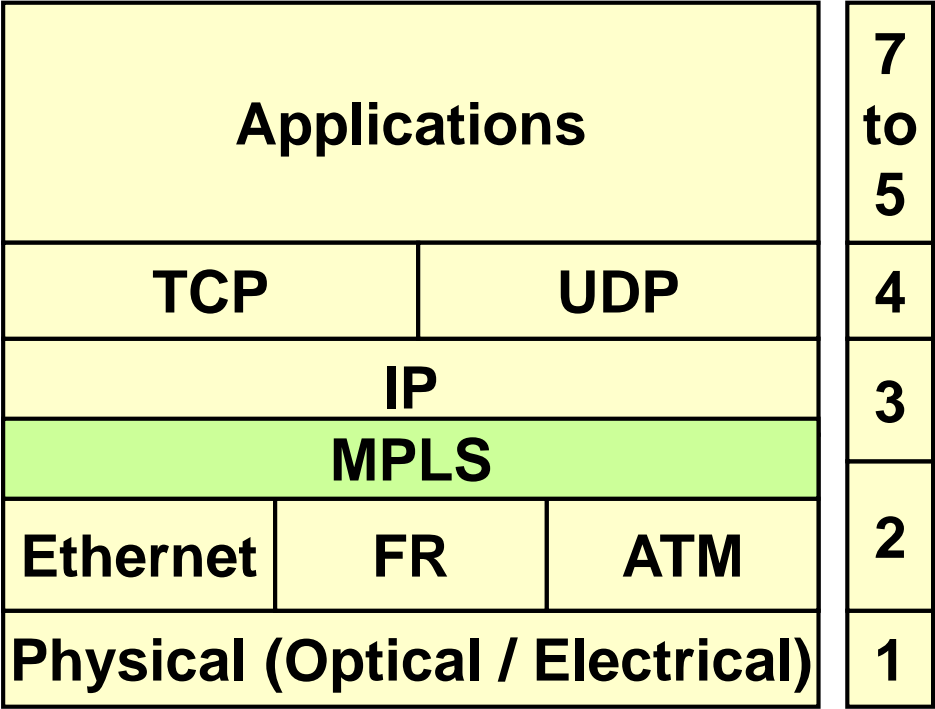 Applications
7
to
5
TCP UDP 4
IP
3
MPLS
Ethernet FR ATM 2
Physical (Optical / Electrical) 1